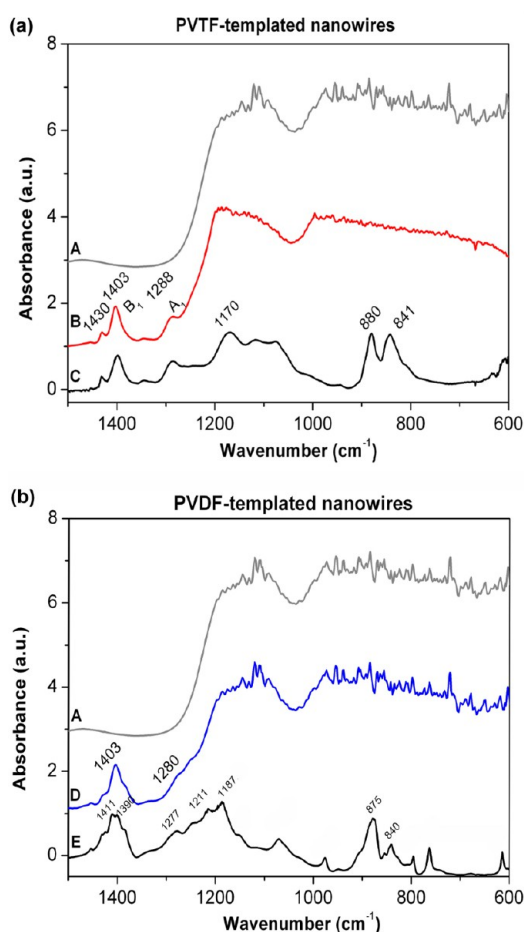 (a)
PVTF-templated nanowires
8
6
4
2
0
Absorbance (a.u.)
A
B
C
1430
1403
B1
1288
A1
1170
880
841
1400 1200 1000 800 600
Wavenumber (cm-1)
(b)
PVDF-templated nanowires
8
6
4
2
0
Absorbance (a.u.)
A
D
E
1403
1280
1411
1390
1277
1211
1187
875
840
1400 1200 1000 800 600
Wavenumber (cm-1)